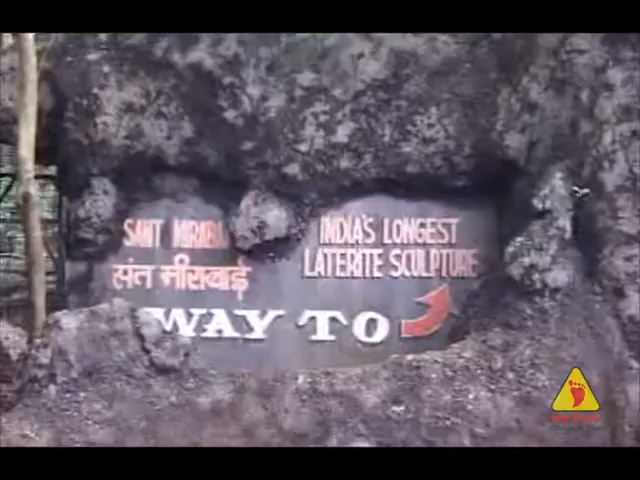 SANT MIRABAI
संत मीराबाई
INDIA'S LONGEST
LATERITE SCULPTURE
WAY TO